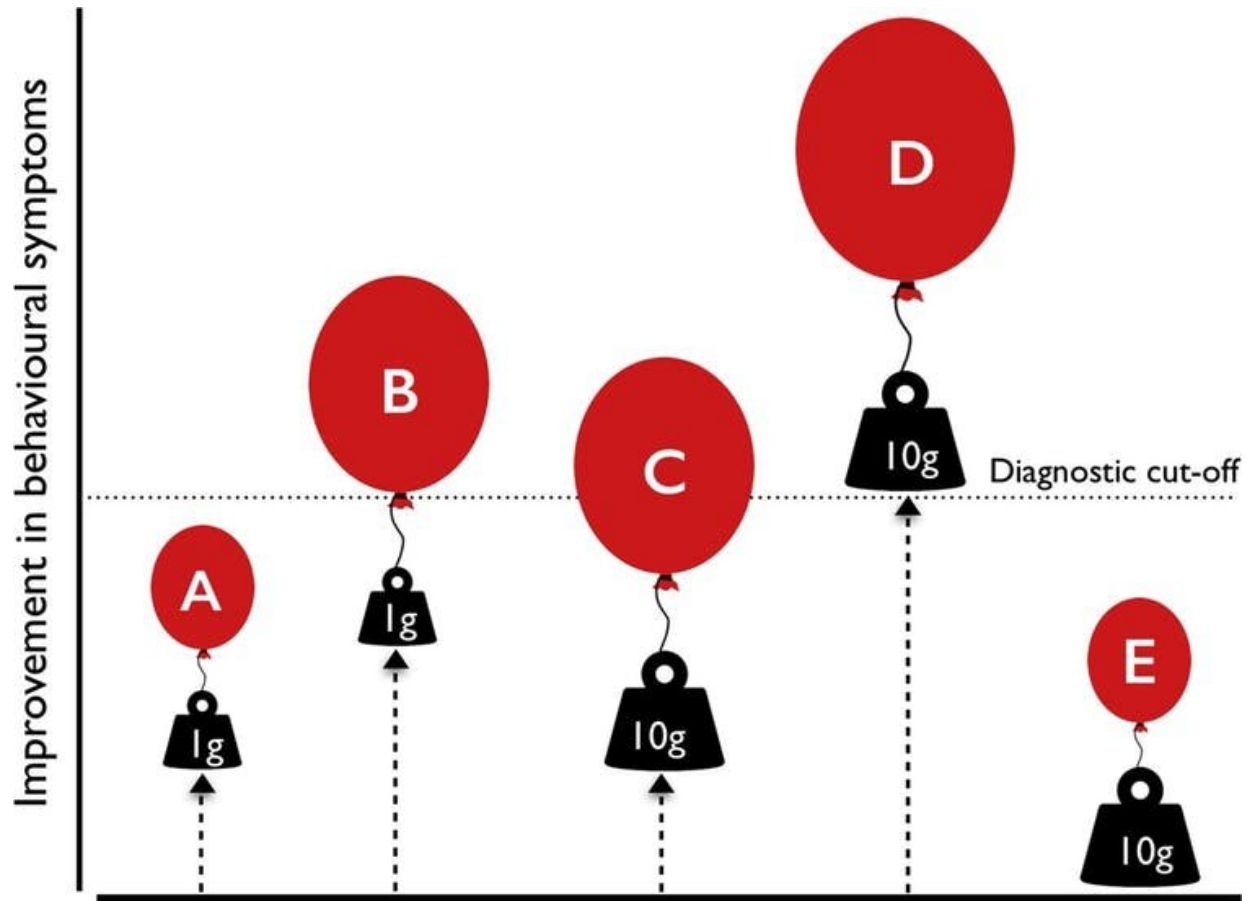 Improvement in behavioural symptoms
D
B
C
10g
Diagnostic cut-off
A
1g
E
1g
10g
10g